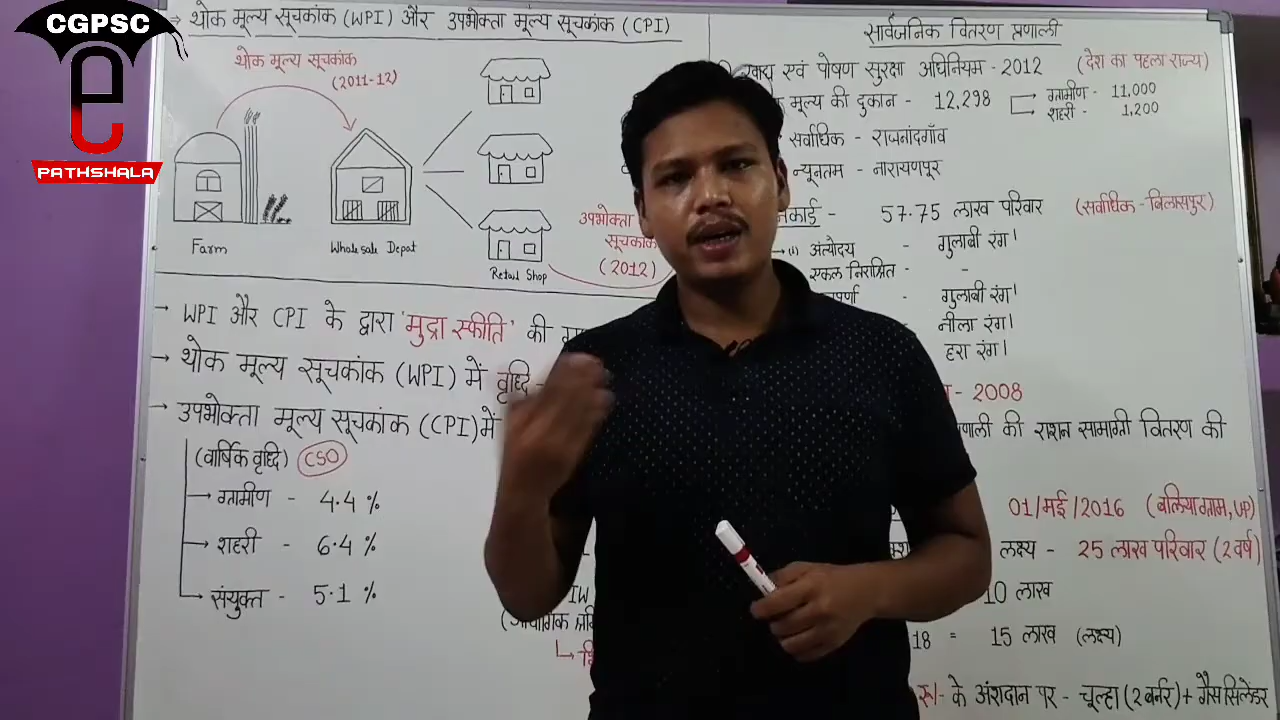 CGPSC
e
PATHSHALA
→ थोक मूल्य सूचकांक (WPI) और उपभोक्ता मूल्य सूचकांक (CPI)
थोक मूल्य सूचकांक
(2011-12)
Farm
Wholesale Depot
Retail Shop
उपभोक्ता
सूचकांक
(2012)
→ WPI और CPI के द्वारा 'मुद्रा स्फीति' की
→ थोक मूल्य सूचकांक (WPI) में वृद्धि -
→ उपभोक्ता मूल्य सूचकांक (CPI) में
(वार्षिक वृद्धि) CSO
→ ग्रामीण - 4.4 %
→ शहरी - 6.4 %
→ संयुक्त - 5.1 %
IW
सार्वजनिक वितरण प्रणाली
खाद्य एवं पोषण सुरक्षा अधिनियम - 2012 (देश का पहला राज्य)
मूल्य की दुकान - 12,298
ग्रामीण - 11,000
शहरी - 1,200
सर्वाधिक - राजनांदगाँव
न्यूनतम - नारायणपूर
57.75 लाख परिवार (सर्वाधिक - बिलासपुर)
→ (i) अंत्योदय - गुलाबी रंग।
एकल निराश्रित - -
गुलाबी रंग।
नीला रंग।
हरा रंग।
- 2008
की राशन सामाग्री वितरण की
01/मई/2016 (बलिया ग्राम, UP)
लक्ष्य - 25 लाख परिवार (2 वर्ष)
10 लाख
18 = 15 लाख (लक्ष्य)
रू/- के अंशदान पर - चूल्हा (2 बर्नर) + गैस सिलेंडर